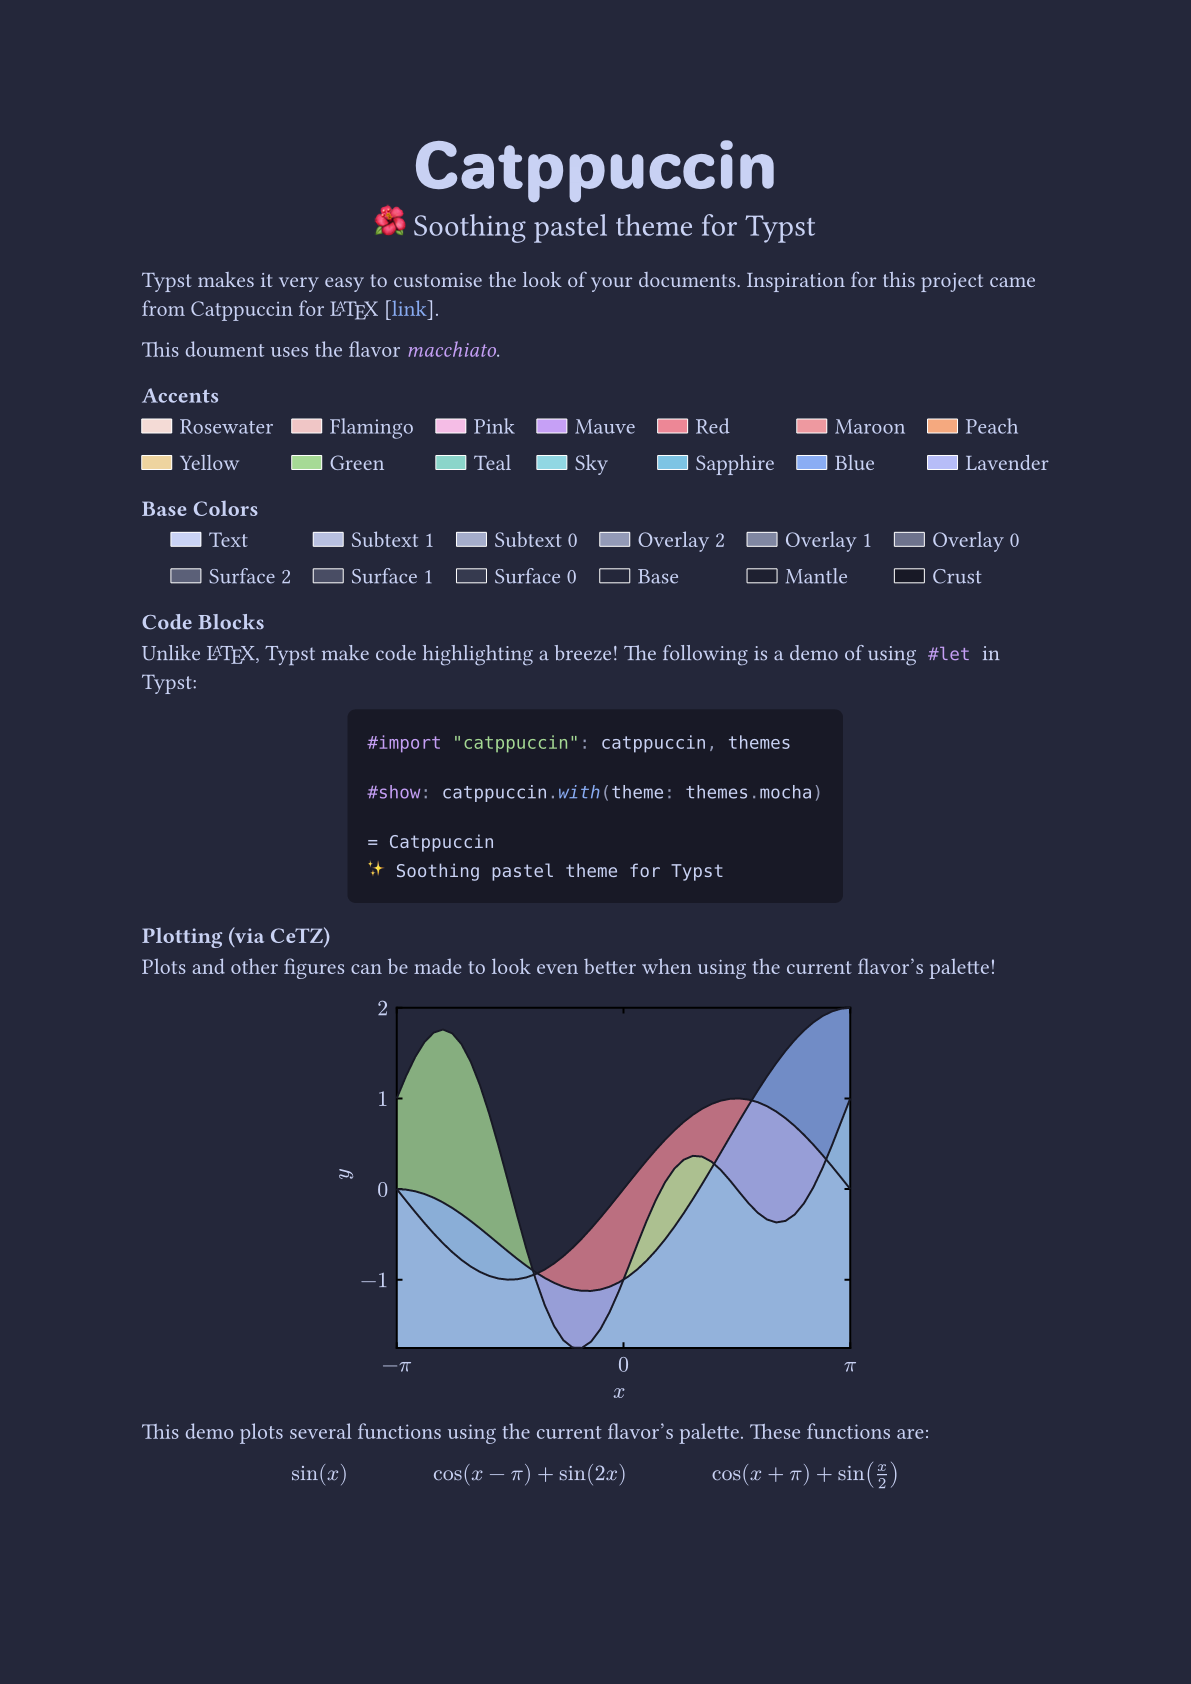 Catppuccin
🌺 Soothing pastel theme for Typst
Typst makes it very easy to customise the look of your documents. Inspiration for this project came
from Catppuccin for LATEX [link].
This doument uses the flavor macchiato.
Accents
Rosewater Flamingo Pink Mauve Red Maroon Peach
Yellow Green Teal Sky Sapphire Blue Lavender
Base Colors
Text Subtext 1 Subtext 0 Overlay 2 Overlay 1 Overlay 0
Surface 2 Surface 1 Surface 0 Base Mantle Crust
Code Blocks
Unlike LATEX, Typst make code highlighting a breeze! The following is a demo of using #let in
Typst:
#import "catppuccin": catppuccin, themes
#show: catppuccin.with(theme: themes.mocha)
= Catppuccin
✨ Soothing pastel theme for Typst
Plotting (via CeTZ)
Plots and other figures can be made to look even better when using the current flavor's palette!
2
1
y
0
−1
−π 0 π
x
This demo plots several functions using the current flavor's palette. These functions are:
sin(x) cos(x − π) + sin(2x) cos(x + π) + sin(x/2)